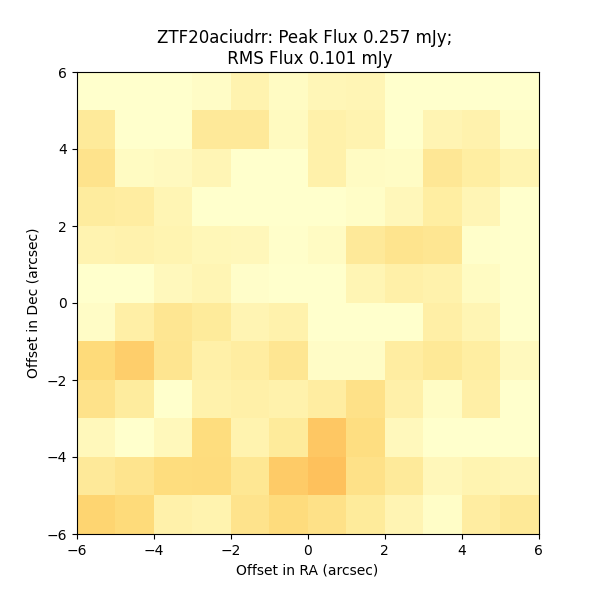 ZTF20aciudrr: Peak Flux 0.257 mJy;
RMS Flux 0.101 mJy
6
4
2
0
−2
−4
−6
Offset in Dec (arcsec)
−6 −4 −2 0 2 4 6
Offset in RA (arcsec)